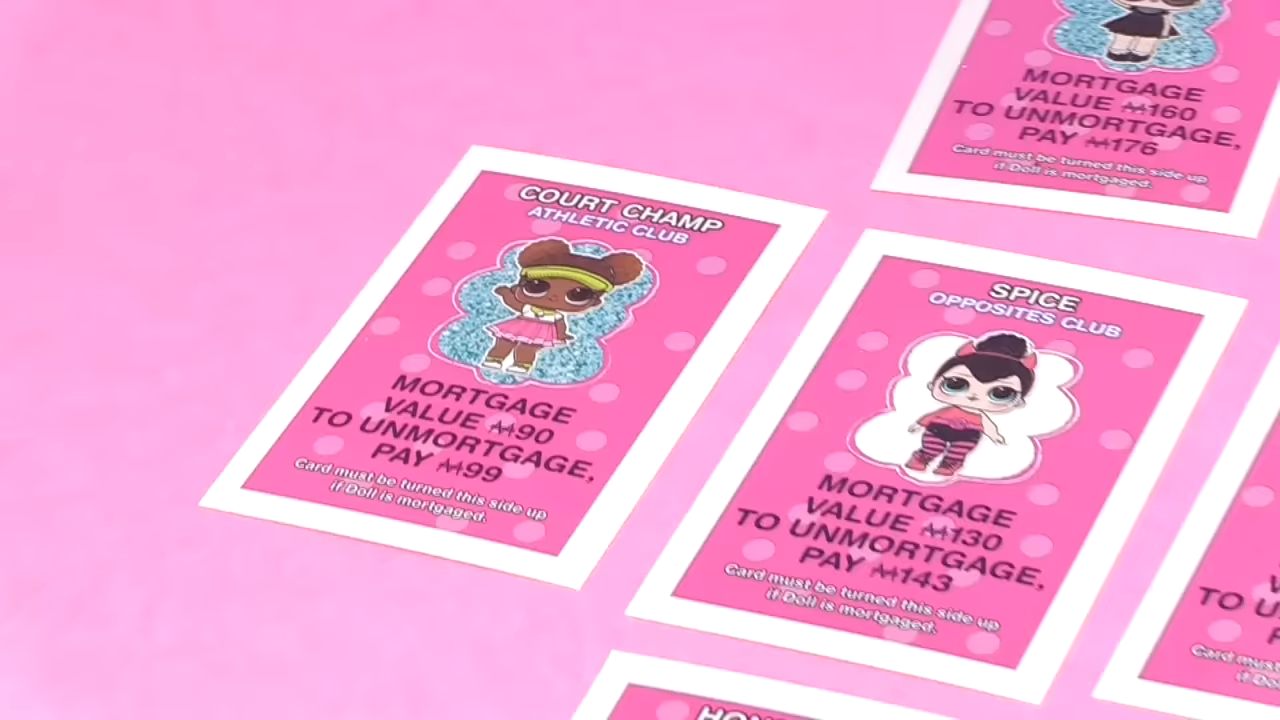 MORTGAGE
VALUE ₩160
TO UNMORTGAGE,
PAY ₩176
Card must be turned this side up
if Doll is mortgaged.
COURT CHAMP
ATHLETIC CLUB
MORTGAGE
VALUE ₩90
TO UNMORTGAGE,
PAY ₩99
Card must be turned this side up
if Doll is mortgaged.
SPICE
OPPOSITES CLUB
MORTGAGE
VALUE ₩130
TO UNMORTGAGE,
PAY ₩143
Card must be turned this side up
if Doll is mortgaged.
TO
Card must